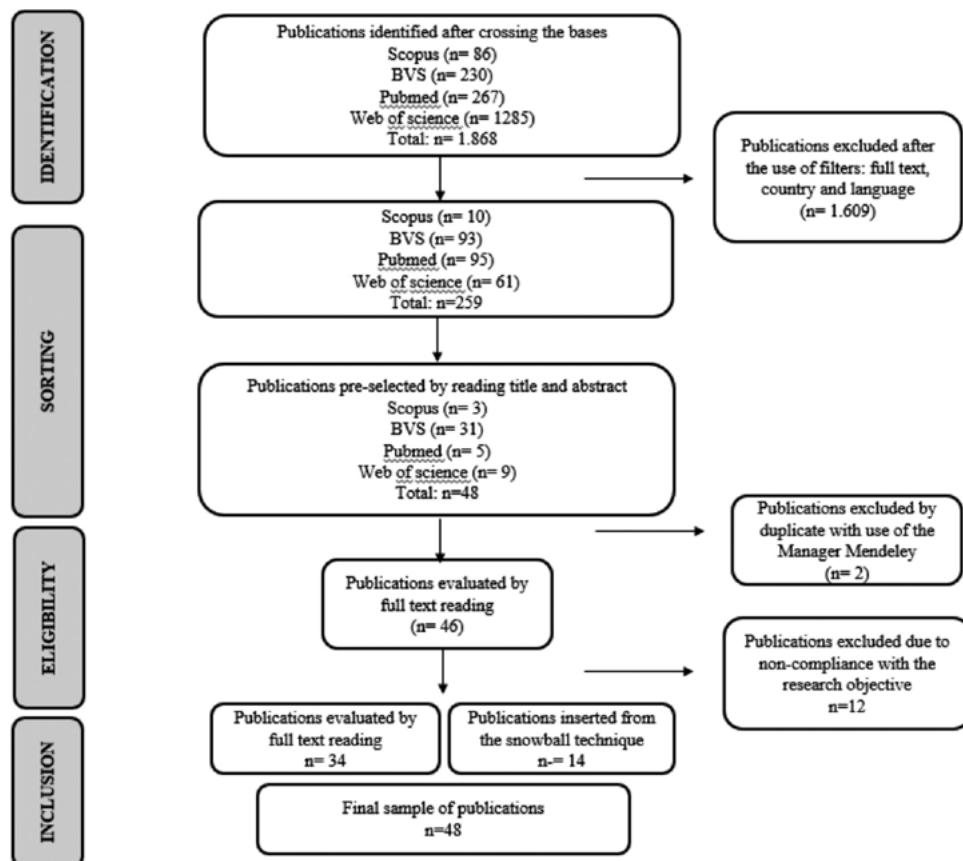 IDENTIFICATION
Publications identified after crossing the bases
Scopus (n= 86)
BVS (n= 230)
Pubmed (n= 267)
Web of science (n= 1285)
Total: n= 1.868
Publications excluded after
the use of filters: full text,
country and language
(n= 1.609)
SORTING
Scopus (n= 10)
BVS (n= 93)
Pubmed (n= 95)
Web of science (n= 61)
Total: n=259
Publications pre-selected by reading title and abstract
Scopus (n= 3)
BVS (n= 31)
Pubmed (n= 5)
Web of science (n= 9)
Total: n=48
Publications excluded by
duplicate with use of the
Manager Mendeley
(n= 2)
ELIGIBILITY
Publications evaluated by
full text reading
(n= 46)
Publications excluded due to
non-compliance with the
research objective
n=12
INCLUSION
Publications evaluated by
full text reading
n= 34
Publications inserted from
the snowball technique
n-= 14
Final sample of publications
n=48